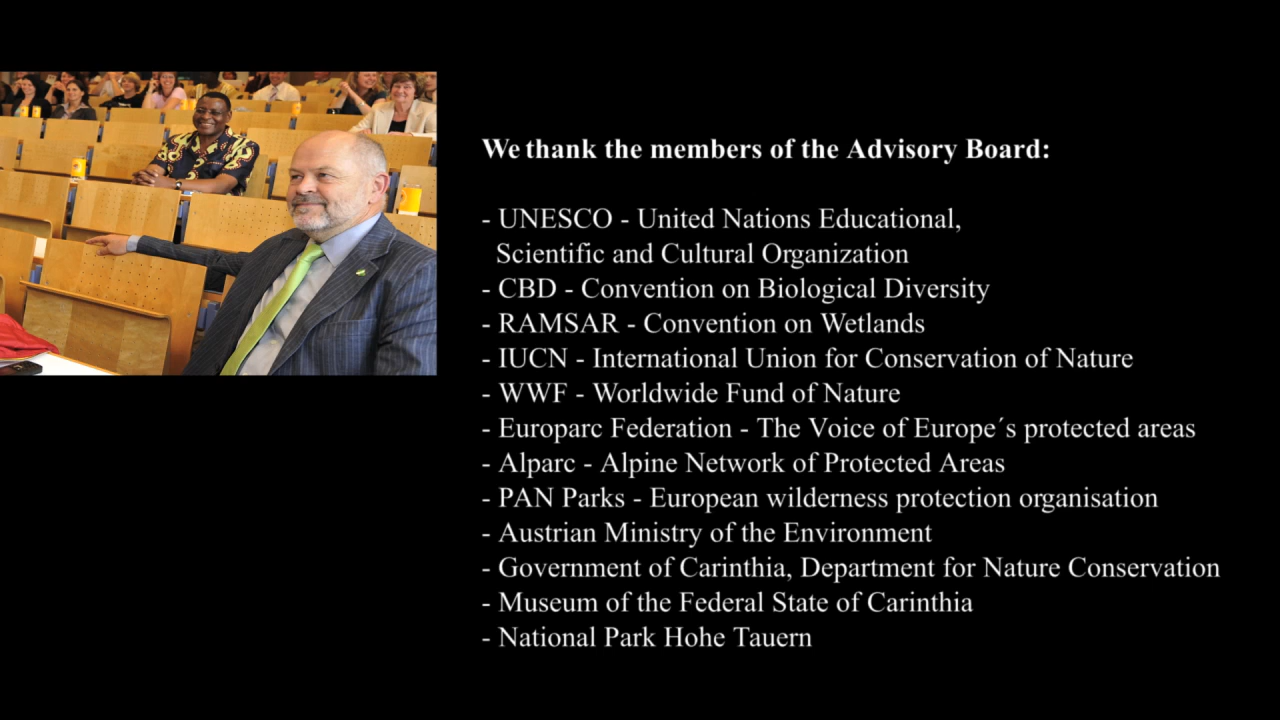 We thank the members of the Advisory Board:
- UNESCO - United Nations Educational,
Scientific and Cultural Organization
- CBD - Convention on Biological Diversity
- RAMSAR - Convention on Wetlands
- IUCN - International Union for Conservation of Nature
- WWF - Worldwide Fund of Nature
- Europarc Federation - The Voice of Europe´s protected areas
- Alparc - Alpine Network of Protected Areas
- PAN Parks - European wilderness protection organisation
- Austrian Ministry of the Environment
- Government of Carinthia, Department for Nature Conservation
- Museum of the Federal State of Carinthia
- National Park Hohe Tauern